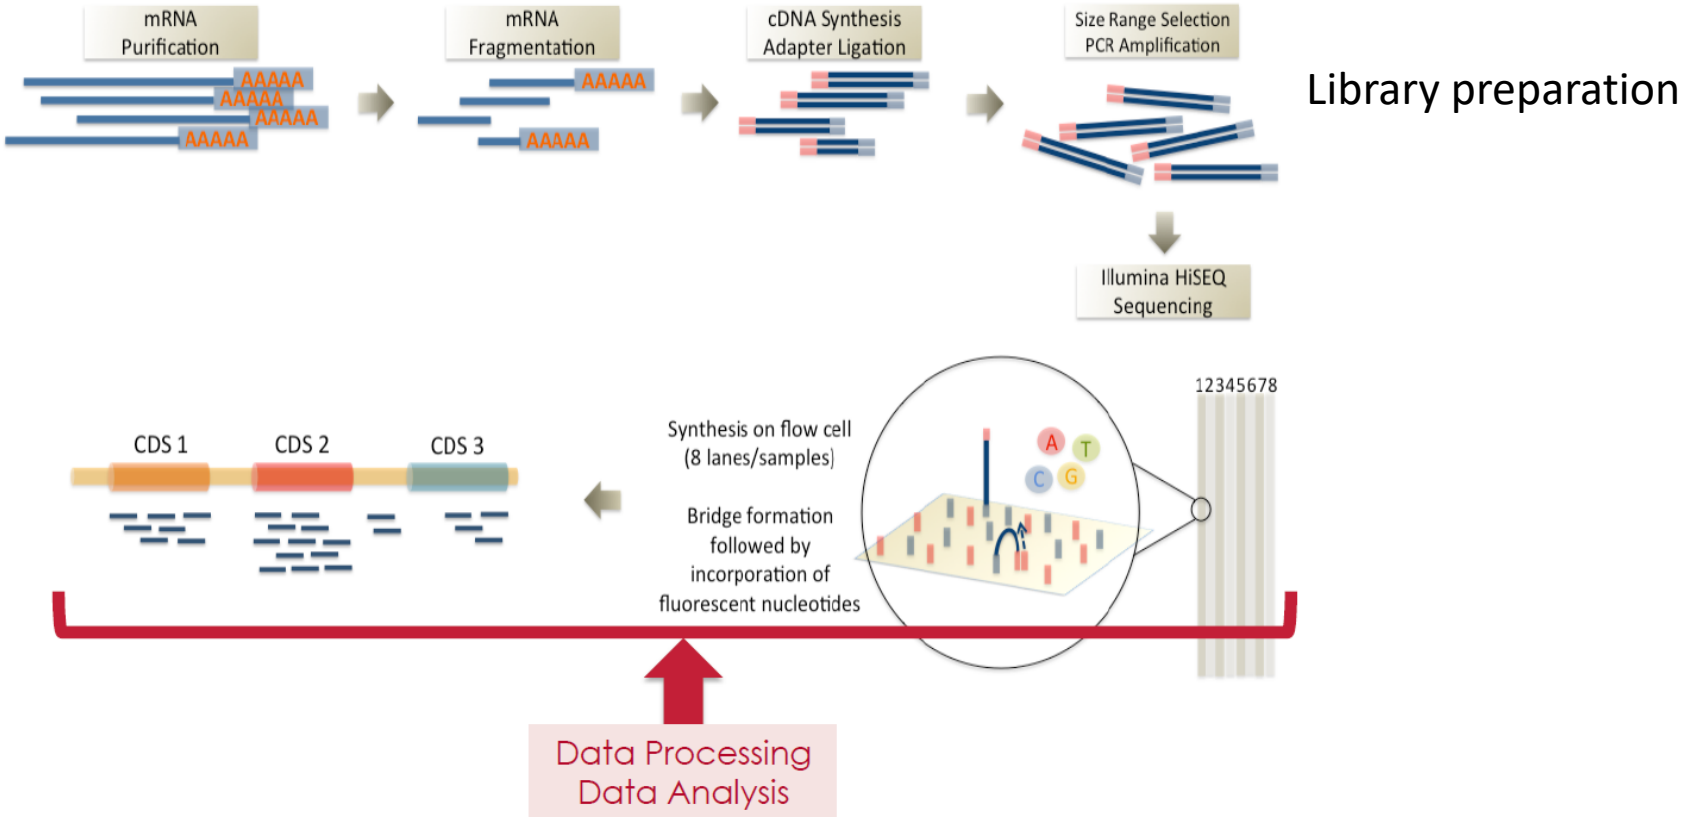 mRNA
Purification
mRNA
Fragmentation
cDNA Synthesis
Adapter Ligation
Size Range Selection
PCR Amplification
Library preparation
AAAAA
AAAAA
AAAAA
AAAAA
AAAAA
AAAAA
Illumina HiSEQ
Sequencing
12345678
CDS 1
CDS 2
CDS 3
Synthesis on flow cell
(8 lanes/samples)
Bridge formation
followed by
incorporation of
fluorescent nucleotides
A
T
C
G
Data Processing
Data Analysis